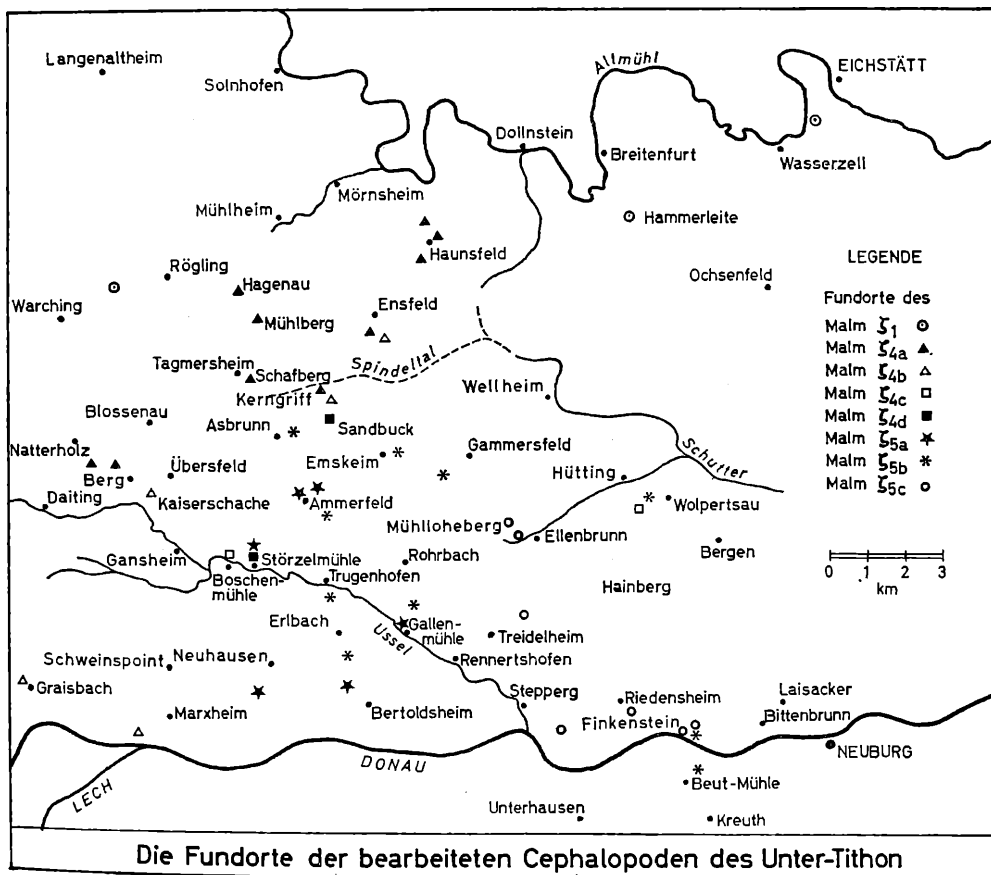 Langenaltheim
Solnhofen
Altmühl
EICHSTÄTT
Dollnstein
Breitenfurt
Wasserzell
Mörnsheim
Mühlheim
Hammerleite
Haunsfeld
LEGENDE
Rögling
Hagenau
Ochsenfeld
Warching
Mühlberg
Ensfeld
Fundorte des
Malm ζ1
Malm ζ4a
Malm ζ4b
Malm ζ4c
Malm ζ4d
Malm ζ5a
Malm ζ5b
Malm ζ5c
Spindeltal
Tagmersheim
Schafberg
Kerngriff
Wellheim
Blossenau
Asbrunn
Sandbuck
Natterholz
Berg
Übersfeld
Emskeim
Gammersfeld
Hütting
Schutter
Daiting
Kaiserschache
Ammerfeld
Wolpertsau
Mühlloheberg
Ellenbrunn
Bergen
Gansheim
Störzelmühle
Rohrbach
Boschen-
mühle
Trugenhofen
Hainberg
0 1 2 3
km
Erlbach
Ussel
Gallen-
mühle
Treidelheim
Schweinspoint
Neuhausen
Rennertshofen
Graisbach
Stepperg
Riedensheim
Laisacker
Marxheim
Bertoldsheim
Finkenstein
Bittenbrunn
DONAU
NEUBURG
LECH
Beut-Mühle
Unterhausen
Kreuth
Die Fundorte der bearbeiteten Cephalopoden des Unter-Tithon